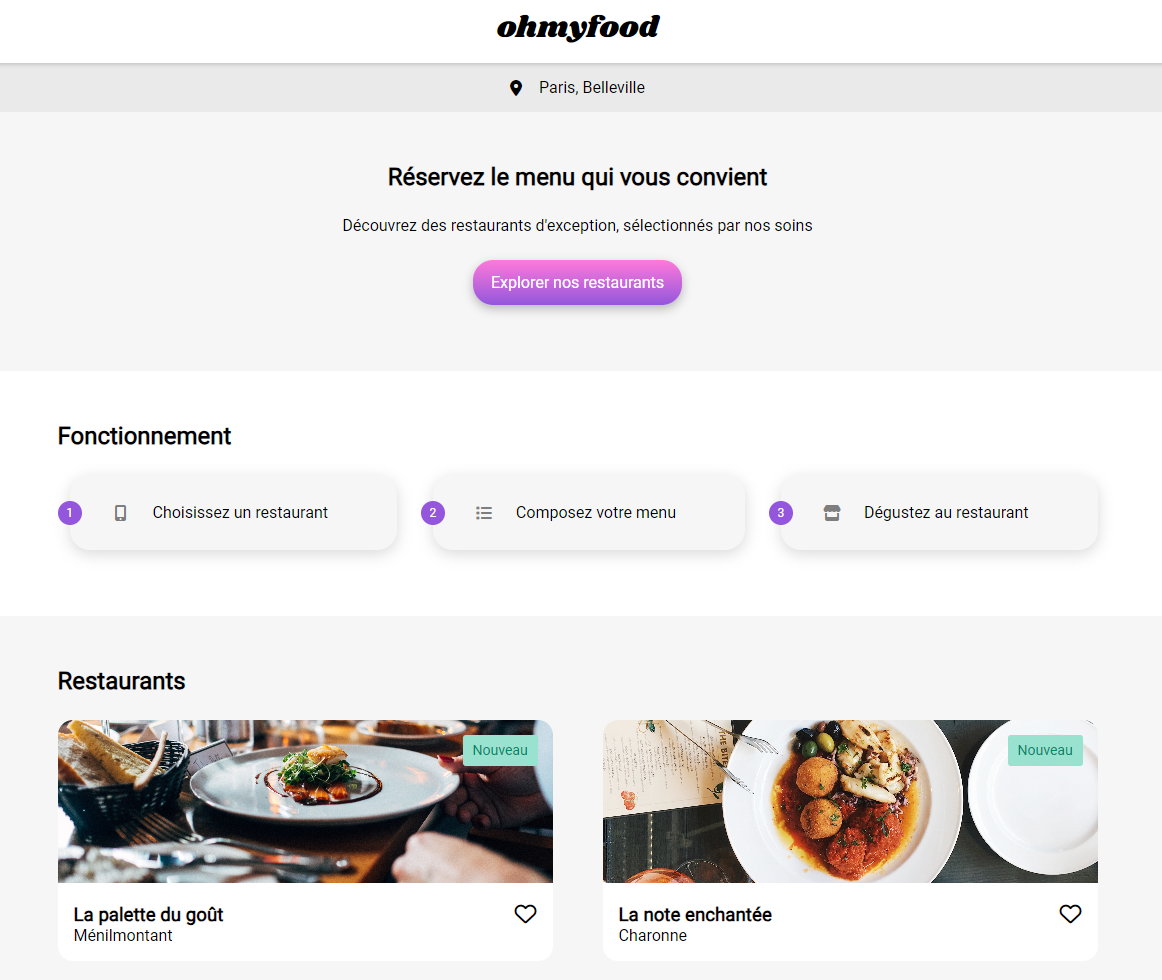 ohmyfood
Paris, Belleville
Réservez le menu qui vous convient
Découvrez des restaurants d'exception, sélectionnés par nos soins
Explorer nos restaurants
Fonctionnement
1 Choisissez un restaurant
2 Composez votre menu
3 Dégustez au restaurant
Restaurants
Nouveau
La palette du goût
Ménilmontant
Nouveau
La note enchantée
Charonne